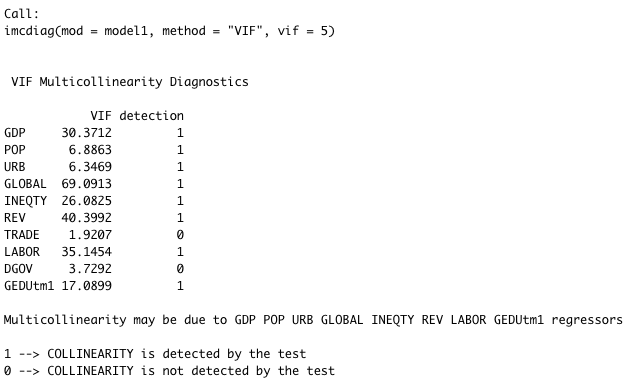 Call:
imcdiag(mod = model1, method = "VIF", vif = 5)
VIF Multicollinearity Diagnostics
VIF detection
GDP 30.3712 1
POP 6.8863 1
URB 6.3469 1
GLOBAL 69.0913 1
INEQTY 26.0825 1
REV 40.3992 1
TRADE 1.9207 0
LABOR 35.1454 1
DGOV 3.7292 0
GEDUtm1 17.0899 1
Multicollinearity may be due to GDP POP URB GLOBAL INEQTY REV LABOR GEDUtm1 regressors
1 --> COLLINEARITY is detected by the test
0 --> COLLINEARITY is not detected by the test